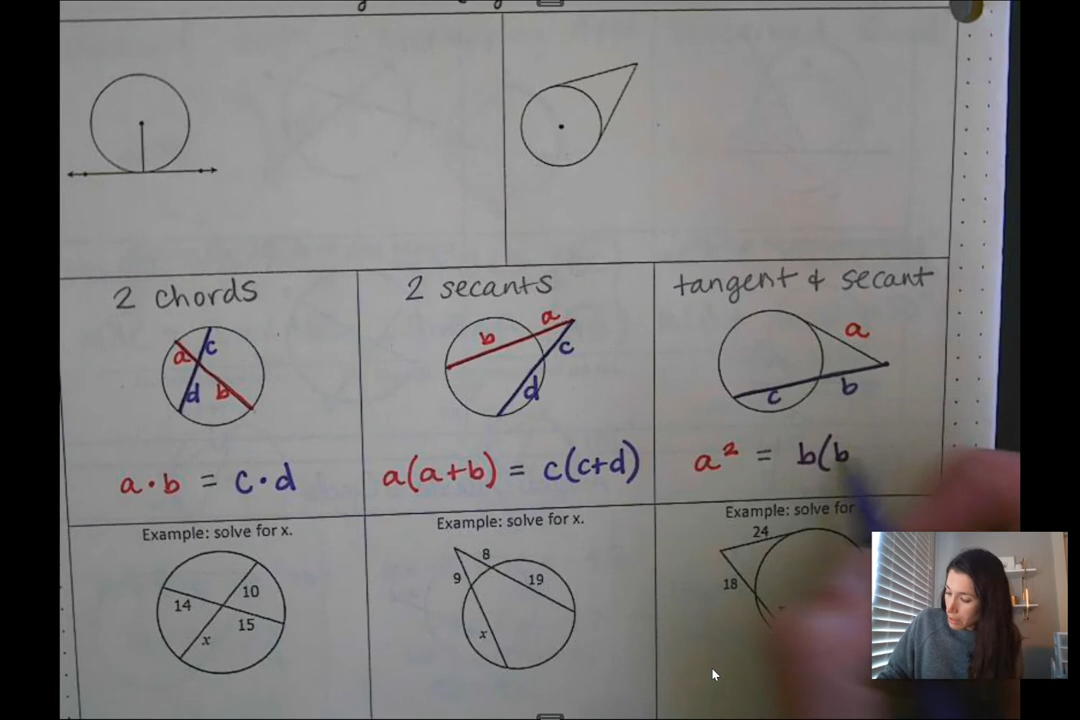 2 chords
a
c
d
b
a · b = c · d
2 secants
b
a
c
d
a(a+b) = c(c+d)
tangent & secant
a
c
b
a² = b(b
Example: solve for x.
10
14
15
x
Example: solve for x.
8
9
19
x
Example: solve for
24
18